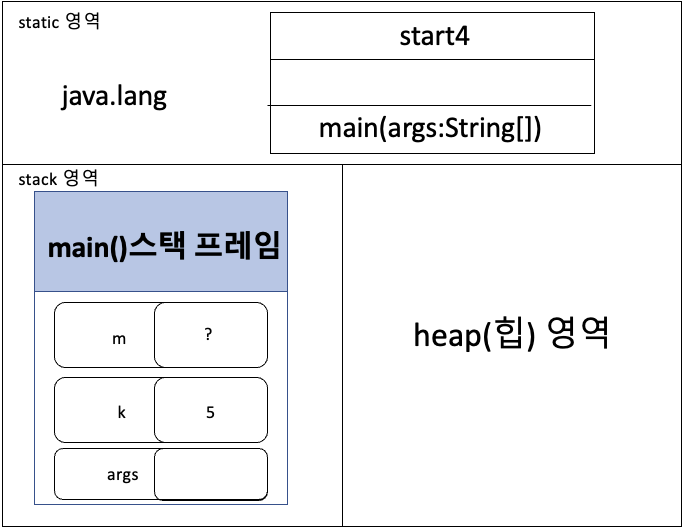 static 영역
start4
java.lang
main(args:String[])
stack 영역
main()스택 프레임
m
?
k
5
args
heap(힙) 영역